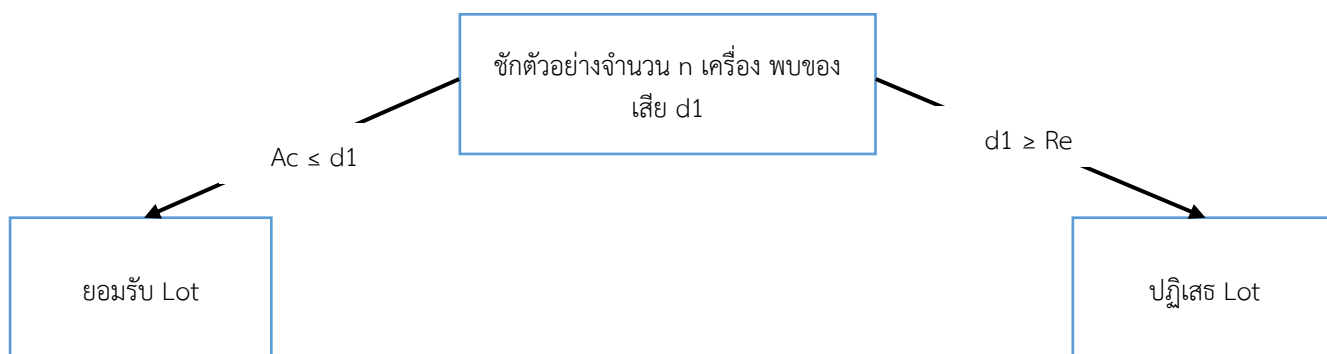 ชักตัวอย่างจำนวน n เครื่อง พบของ
เสีย d1
Ac ≤ d1
d1 ≥ Re
ยอมรับ Lot
ปฏิเสธ Lot